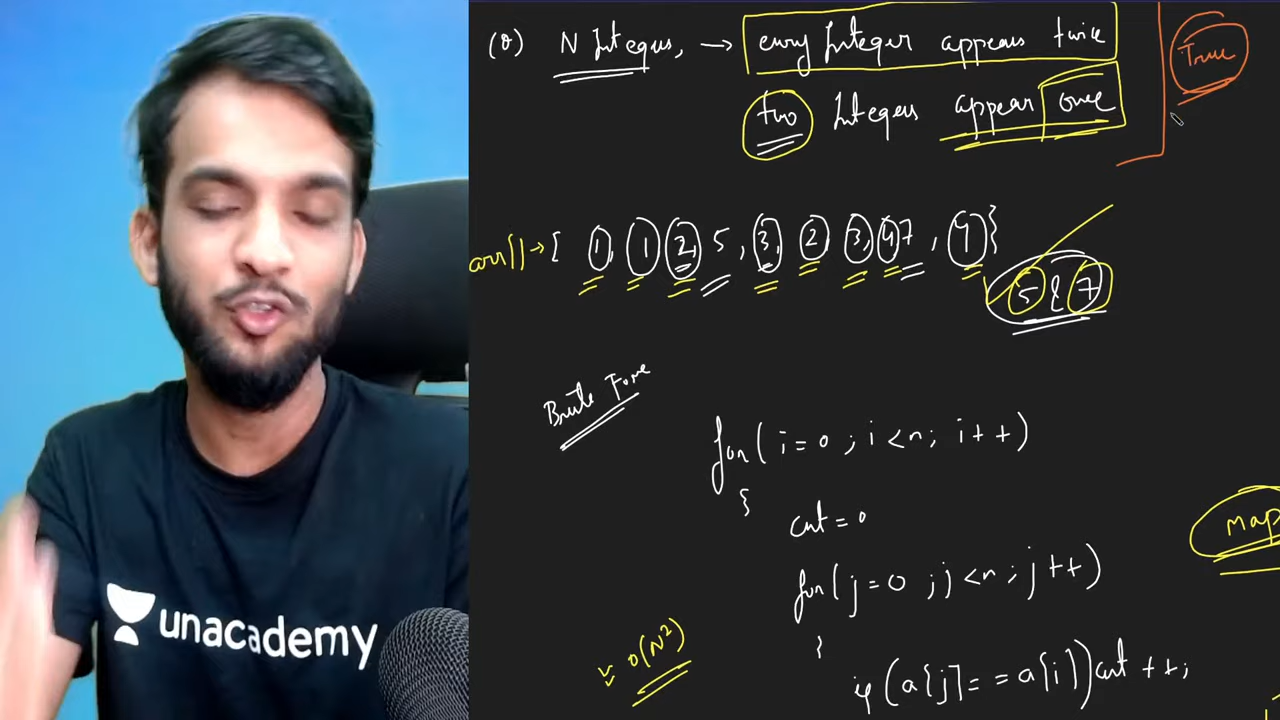 (Q) N Integers, → every Integer appears twice
two Integers appear once
True
arr[] → { 1, 1 2, 5, 3, 2 3, 4 7, 4 }
5 & 7
Brute Force
for( i=0 ; i<n; i++)
{
cnt=0
for( j=0 ; j<n; j++)
{
if (a[j]==a[i]) cnt++;
O(N²)
Map
unacademy